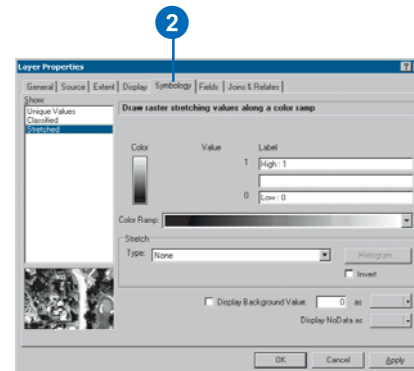 2
Layer Properties
?
General Source Extent Display Symbology Fields Joins & Relates
Show:
Unique Values
Classified
Stretched
Draw raster stretching values along a color ramp
Color Value Label
1 High : 1
0 Low : 0
Color Ramp:
Stretch
Type: None Histogram...
Invert
Display Background Value: 0 as
Display NoData as
OK Cancel Apply